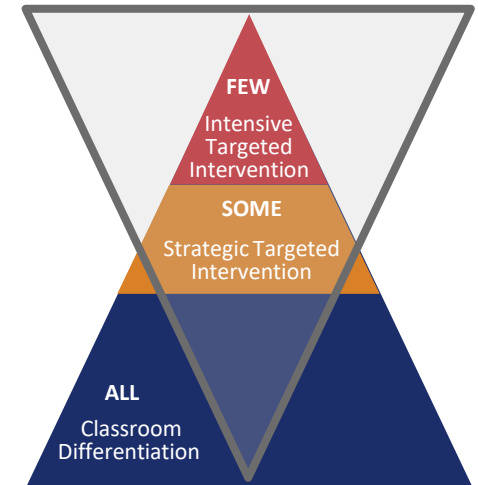 FEW
Intensive
Targeted
Intervention
SOME
Strategic Targeted
Intervention
ALL
Classroom
Differentiation